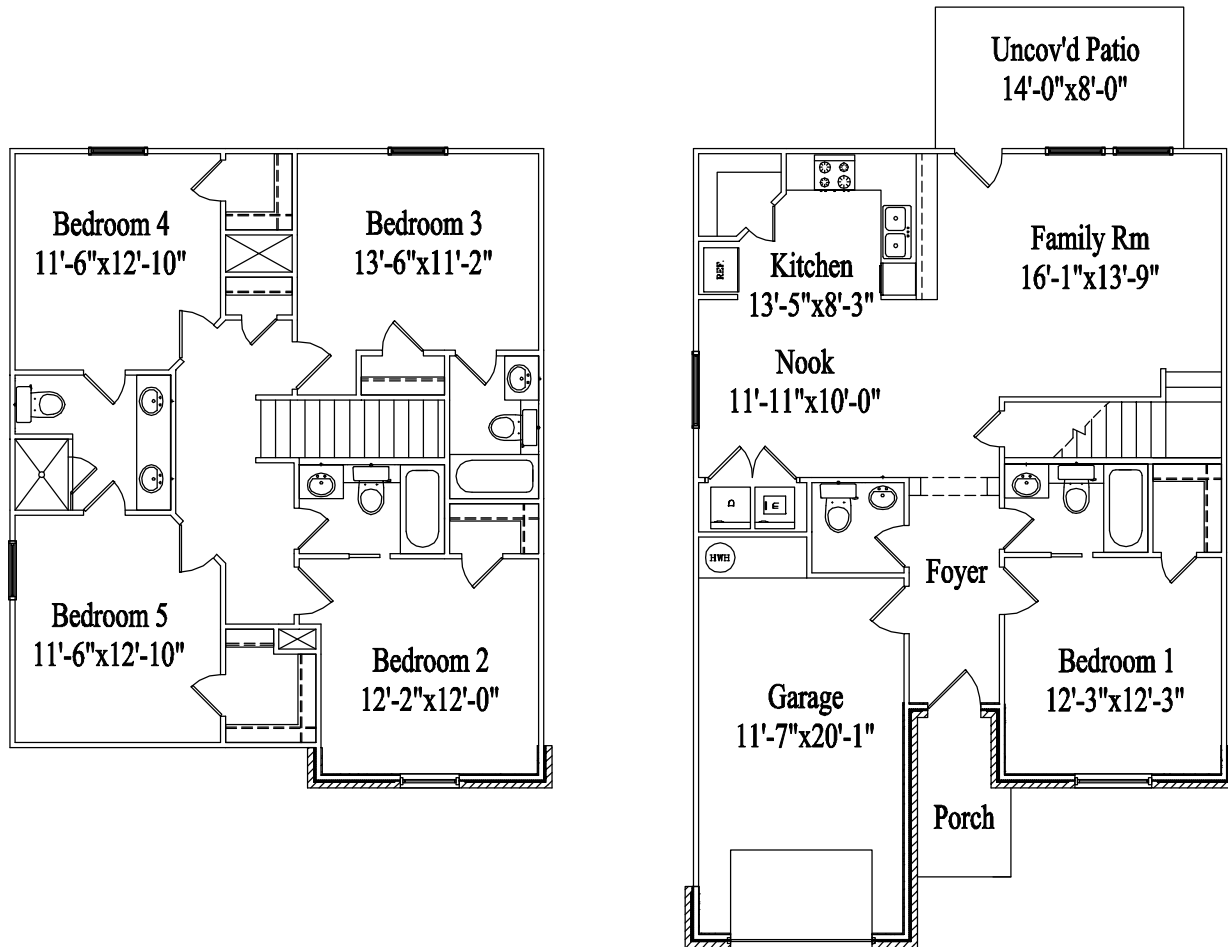 Bedroom 4
11'-6"x12'-10"
Bedroom 3
13'-6"x11'-2"
Bedroom 5
11'-6"x12'-10"
Bedroom 2
12'-2"x12'-0"
Uncov'd Patio
14'-0"x8'-0"
Family Rm
16'-1"x13'-9"
REF.
Kitchen
13'-5"x8'-3"
Nook
11'-11"x10'-0"
D
HWH
Foyer
Garage
11'-7"x20'-1"
Bedroom 1
12'-3"x12'-3"
Porch